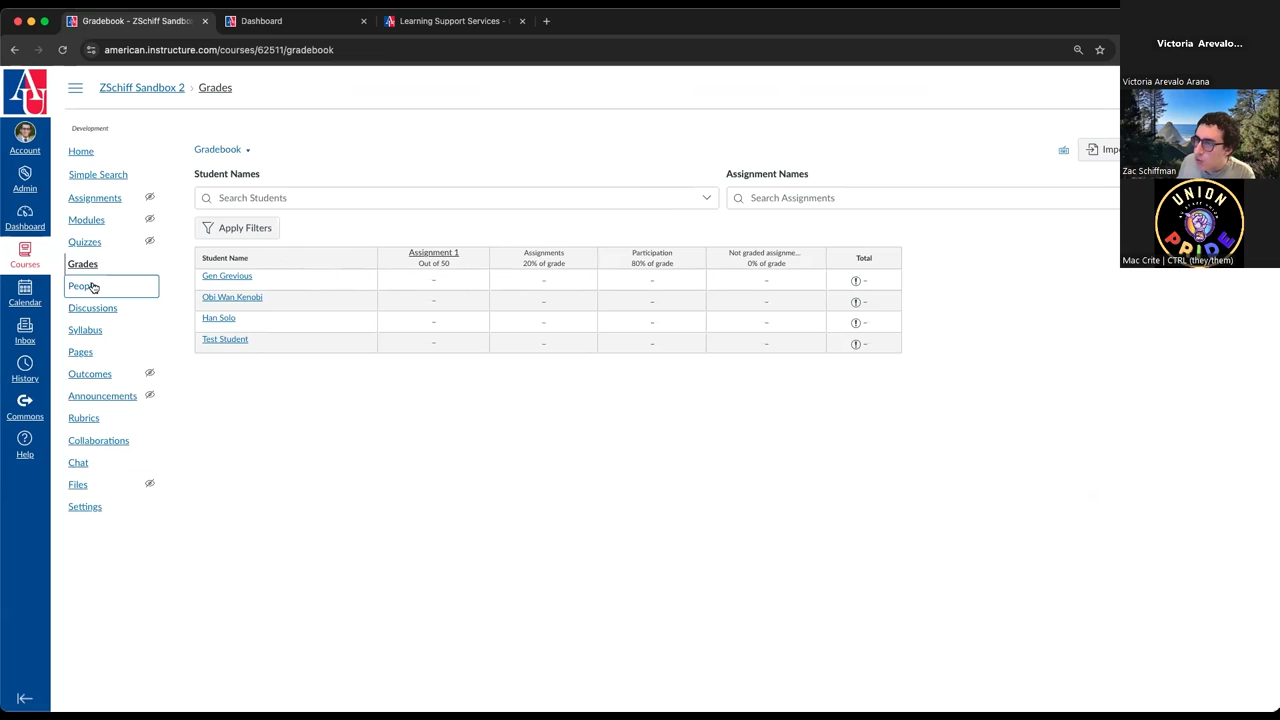 Gradebook - ZSchiff Sandbo
Dashboard
Learning Support Services -
american.instructure.com/courses/62511/gradebook
Victoria Arevalo...
Victoria Arevalo Arana
Zac Schiffman
UNION
PRIDE
Mac Crite | CTRL (they/them)
AU
Account
Admin
Dashboard
Courses
Calendar
Inbox
History
Commons
Help
ZSchiff Sandbox 2 › Grades
Development
Home
Simple Search
Assignments
Modules
Quizzes
Grades
People
Discussions
Syllabus
Pages
Outcomes
Announcements
Rubrics
Collaborations
Chat
Files
Settings
Gradebook
Impo
Student Names
Assignment Names
Search Students
Search Assignments
Apply Filters
Student Name
Assignment 1
Out of 50
Assignments
20% of grade
Participation
80% of grade
Not graded assignme...
0% of grade
Total
Gen Grevious – – – – –
Obi Wan Kenobi – – – – –
Han Solo – – – – –
Test Student – – – – –